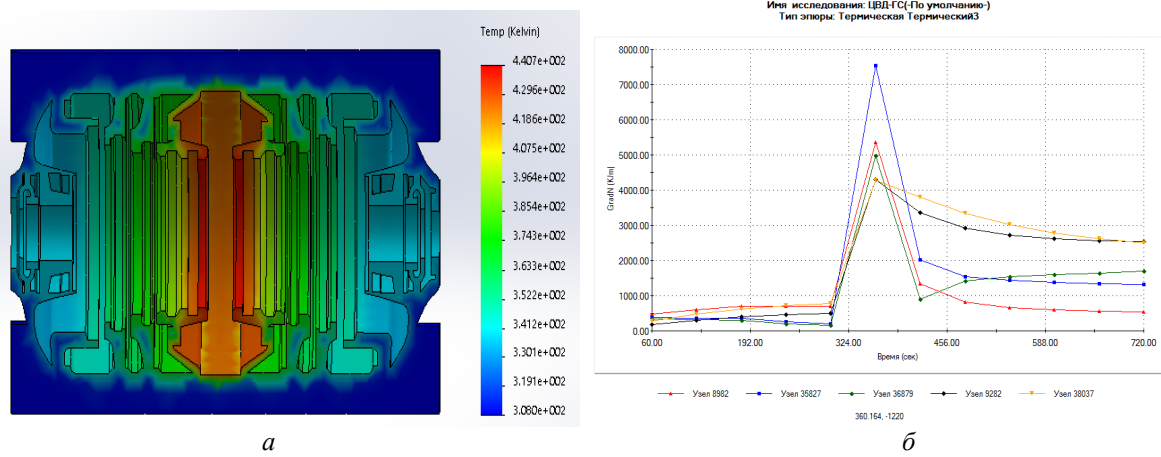 Temp (Kelvin)
4.407e+002
4.296e+002
4.186e+002
4.075e+002
3.964e+002
3.854e+002
3.743e+002
3.633e+002
3.522e+002
3.412e+002
3.301e+002
3.191e+002
3.080e+002
а
Имя исследования: ЦВД-ГС(-По умолчанию-)
Тип эпюры: Термическая Термический3
8000.00
7000.00
6000.00
5000.00
4000.00
3000.00
2000.00
1000.00
0.00
GradN (K/m)
60.00 192.00 324.00 456.00 588.00 720.00
Время (сек)
Узел 8982 Узел 35827 Узел 36879 Узел 9282 Узел 38037
360.164, -1220
б